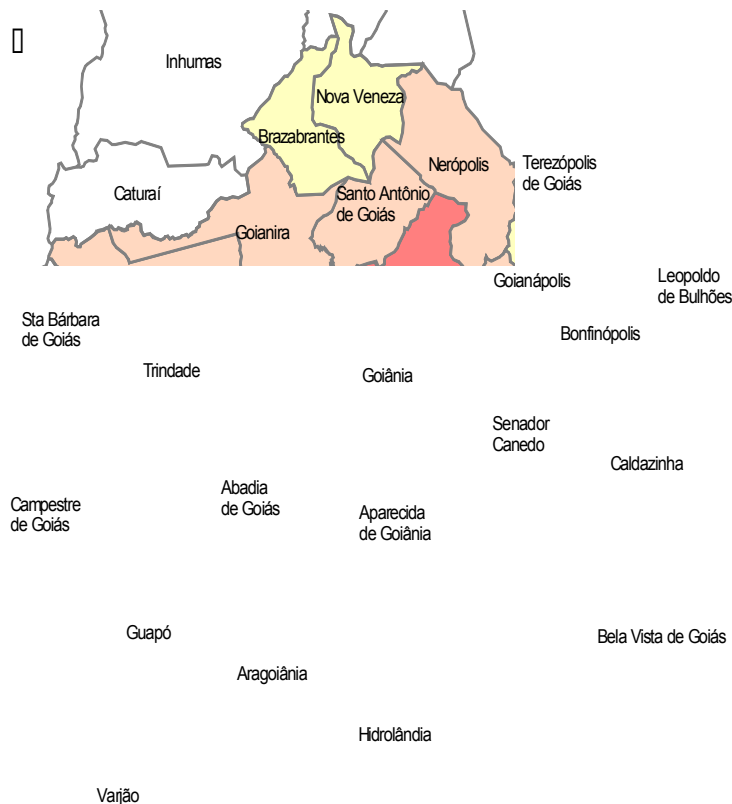 Inhumas
Nova Veneza
Brazabrantes
Nerópolis
Terezópolis
de Goiás
Caturaí
Santo Antônio
de Goiás
Goianira
Goianápolis
Leopoldo
de Bulhões
Sta Bárbara
de Goiás
Bonfinópolis
Trindade
Goiânia
Senador
Canedo
Caldazinha
Abadia
de Goiás
Campestre
de Goiás
Aparecida
de Goiânia
Guapó
Bela Vista de Goiás
Aragoiânia
Hidrolândia
Varjão